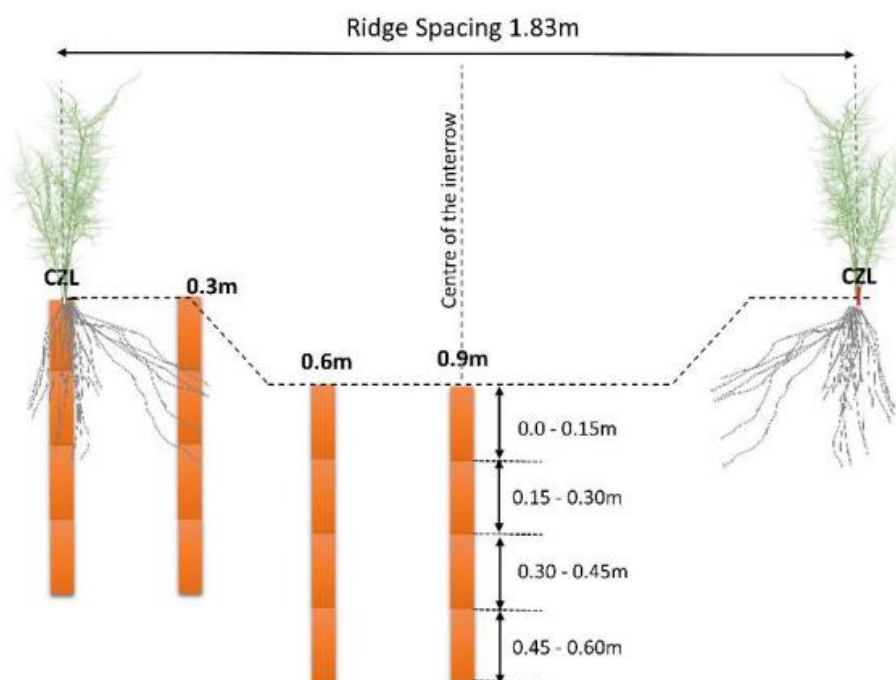 Ridge Spacing 1.83m
Centre of the interrow
CZL
CZL
0.3m
0.6m
0.9m
0.0 - 0.15m
0.15 - 0.30m
0.30 - 0.45m
0.45 - 0.60m